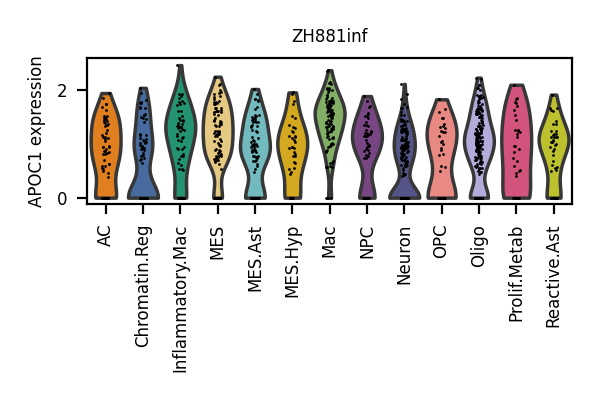 ZH881inf
APOC1 expression
2
0
AC
Chromatin.Reg
Inflammatory.Mac
MES
MES.Ast
MES.Hyp
Mac
NPC
Neuron
OPC
Oligo
Prolif.Metab
Reactive.Ast